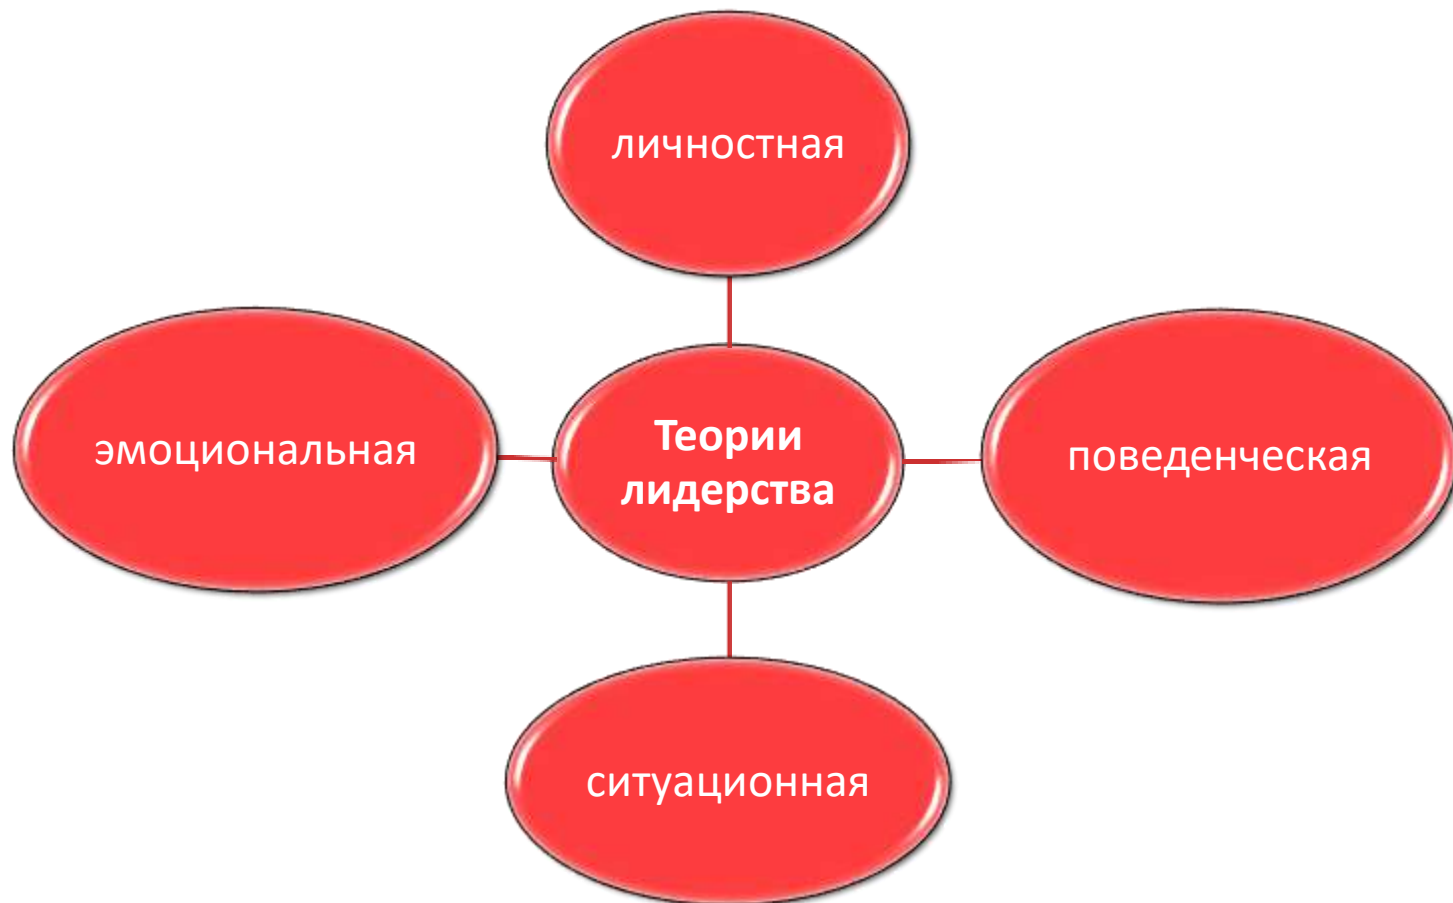 личностная
эмоциональная
Теории
лидерства
поведенческая
ситуационная